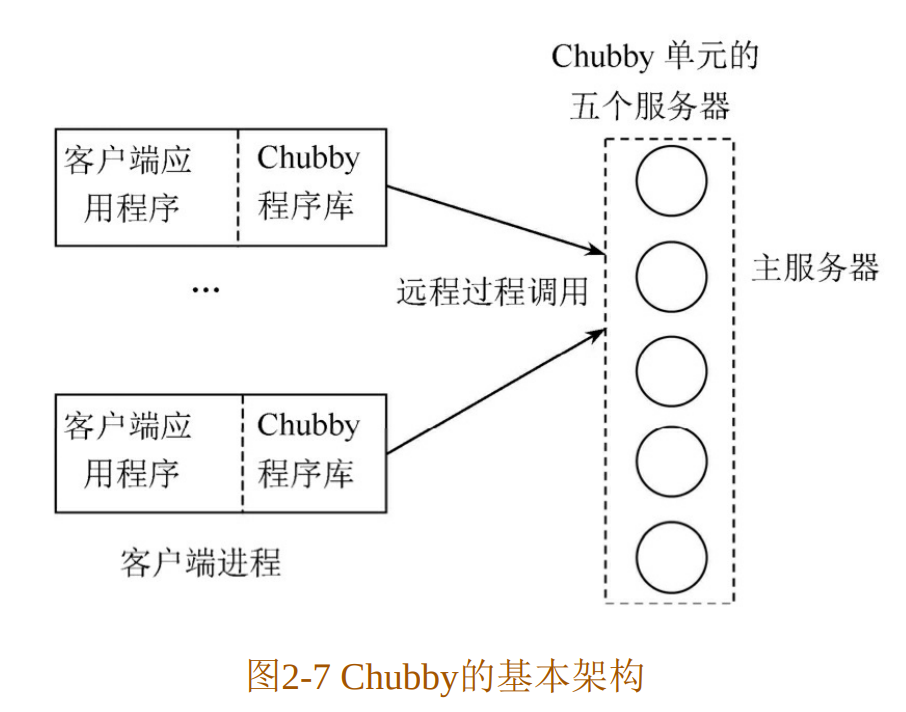 Chubby 单元的
五个服务器
客户端应
用程序
Chubby
程序库
主服务器
...
远程过程调用
客户端应
用程序
Chubby
程序库
客户端进程
图2-7 Chubby的基本架构